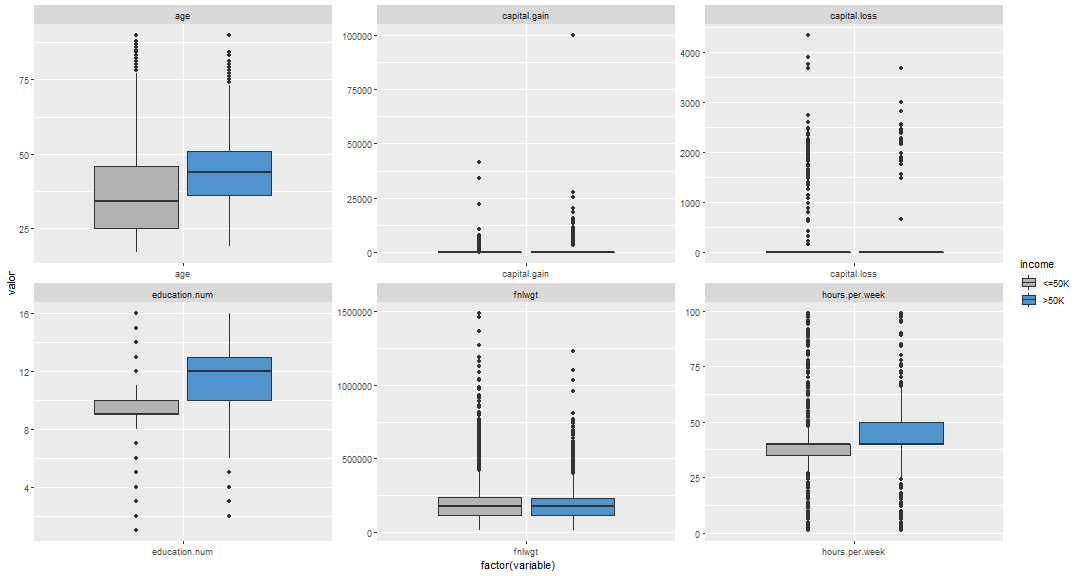 age
capital.gain
capital.loss
75
50
25
100000
75000
50000
25000
0
4000
3000
2000
1000
0
age
capital.gain
capital.loss
valor
education.num
fnlwgt
hours.per.week
16
12
8
4
1500000
1000000
500000
0
100
75
50
25
0
education.num
fnlwgt
hours.per.week
factor(variable)
income
<=50K
>50K